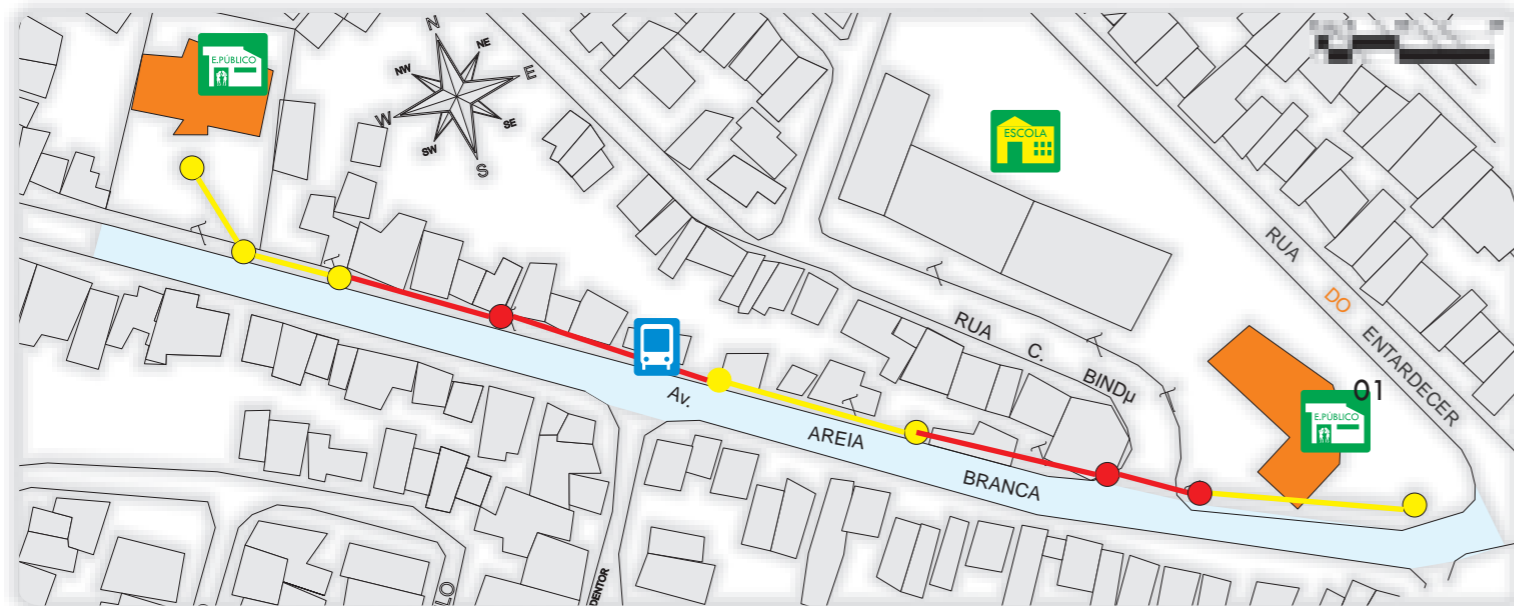 E.PÚBLICO
N
NE
E
SE
S
SW
W
NW
ESCOLA
RUA
DO
ENTARDECER
RUA
C.
BINDµ
01
E.PÚBLICO
Av.
AREIA
BRANCA
DENTOR
LO